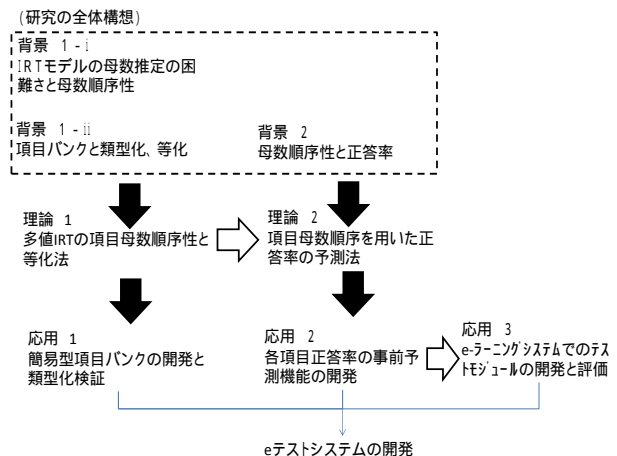 (研究の全体構想)
背景 1-ⅰ
IRTモデルの母数推定の困
難さと母数順序性
背景 1-ⅱ
項目バンクと類型化、等化
背景 2
母数順序性と正答率
理論 1
多値IRTの項目母数順序性と
等化法
理論 2
項目母数順序を用いた正
答率の予測法
応用 1
簡易型項目バンクの開発と
類型化検証
応用 2
各項目正答率の事前予
測機能の開発
応用 3
e-ラーニングシステムでのテス
トモジュールの開発と評価
eテストシステムの開発